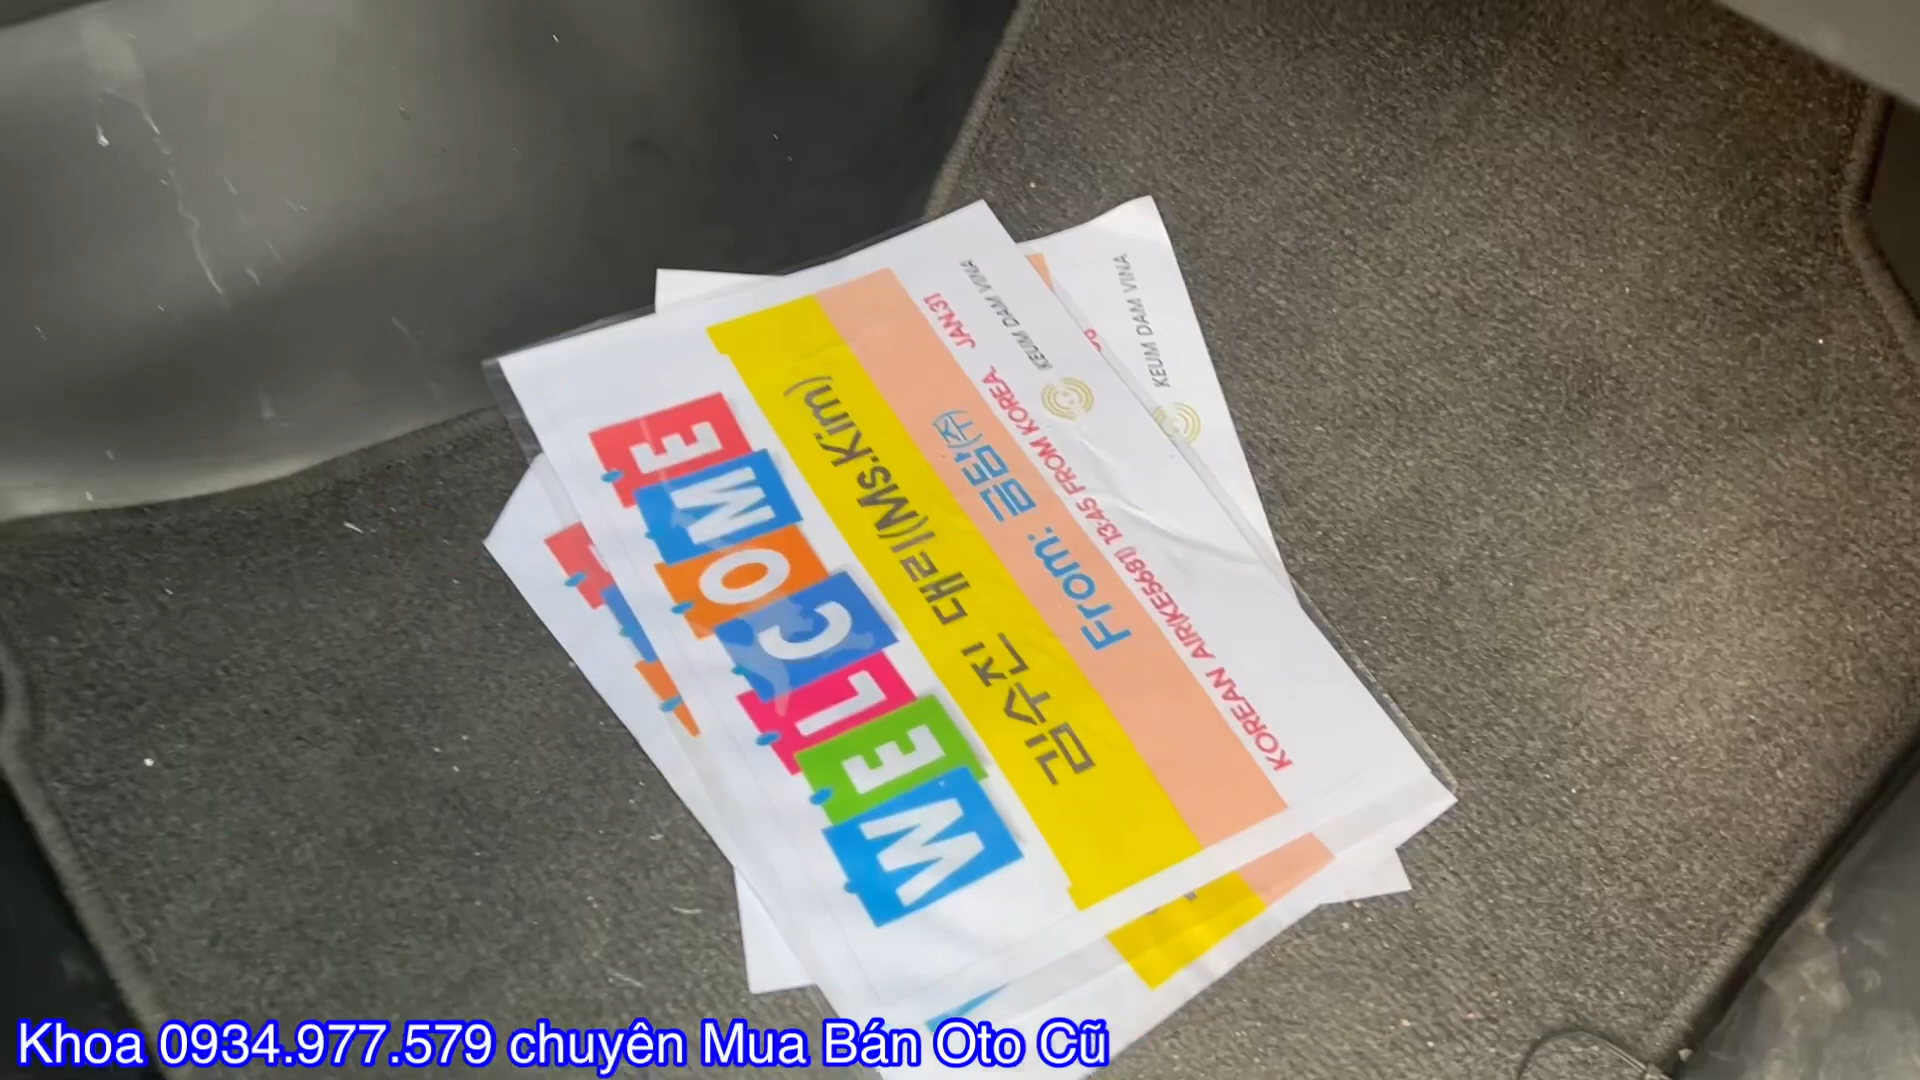 WELCOME
김수진 대리(Ms.Kim)
From: 금담(주)
KOREAN AIR(KE5681) 13:45 FROM KOREA, JAN.31
KEUM DAM VINA
KEUM DAM VINA
Khoa 0934.977.579 chuyên Mua Bán Oto Cũ